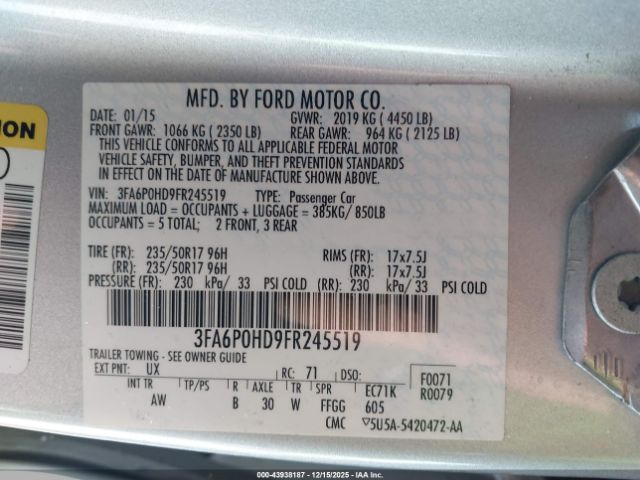 MFD. BY FORD MOTOR CO.
DATE: 01/15 GVWR: 2019 KG ( 4450 LB)
FRONT GAWR: 1066 KG ( 2350 LB) REAR GAWR: 964 KG ( 2125 LB)
THIS VEHICLE CONFORMS TO ALL APPLICABLE FEDERAL MOTOR
VEHICLE SAFETY, BUMPER, AND THEFT PREVENTION STANDARDS
IN EFFECT ON THE DATE OF MANUFACTURE SHOWN ABOVE.
VIN: 3FA6P0HD9FR245519 TYPE: Passenger Car
MAXIMUM LOAD = OCCUPANTS + LUGGAGE = 385KG/ 850LB
OCCUPANTS = 5 TOTAL; 2 FRONT, 3 REAR
TIRE (FR): 235/50R17 96H RIMS (FR): 17x7.5J
(RR): 235/50R17 96H (RR): 17x7.5J
PRESSURE (FR): 230 kPa/ 33 PSI COLD (RR): 230 kPa/ 33 PSI COLD
3FA6P0HD9FR245519
TRAILER TOWING - SEE OWNER GUIDE
EXT PNT: UX RC: 71 DSO: F0071
R0079
INT TR TP/PS R AXLE TR SPR EC71K
AW B 30 W FFGG 605
CMC 5U5A-5420472-AA
000-43938187 - 12/15/2025 - IAAI.com